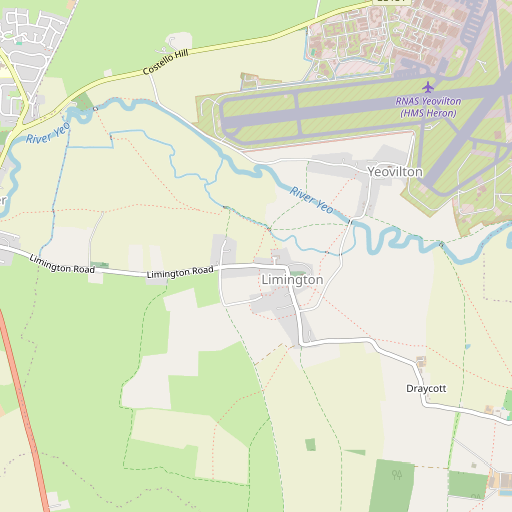 Costello Hill
RNAS Yeovilton
(HMS Heron)
River Yeo
Yeovilton
River Yeo
Limington Road
Limington Road
Limington
Draycott